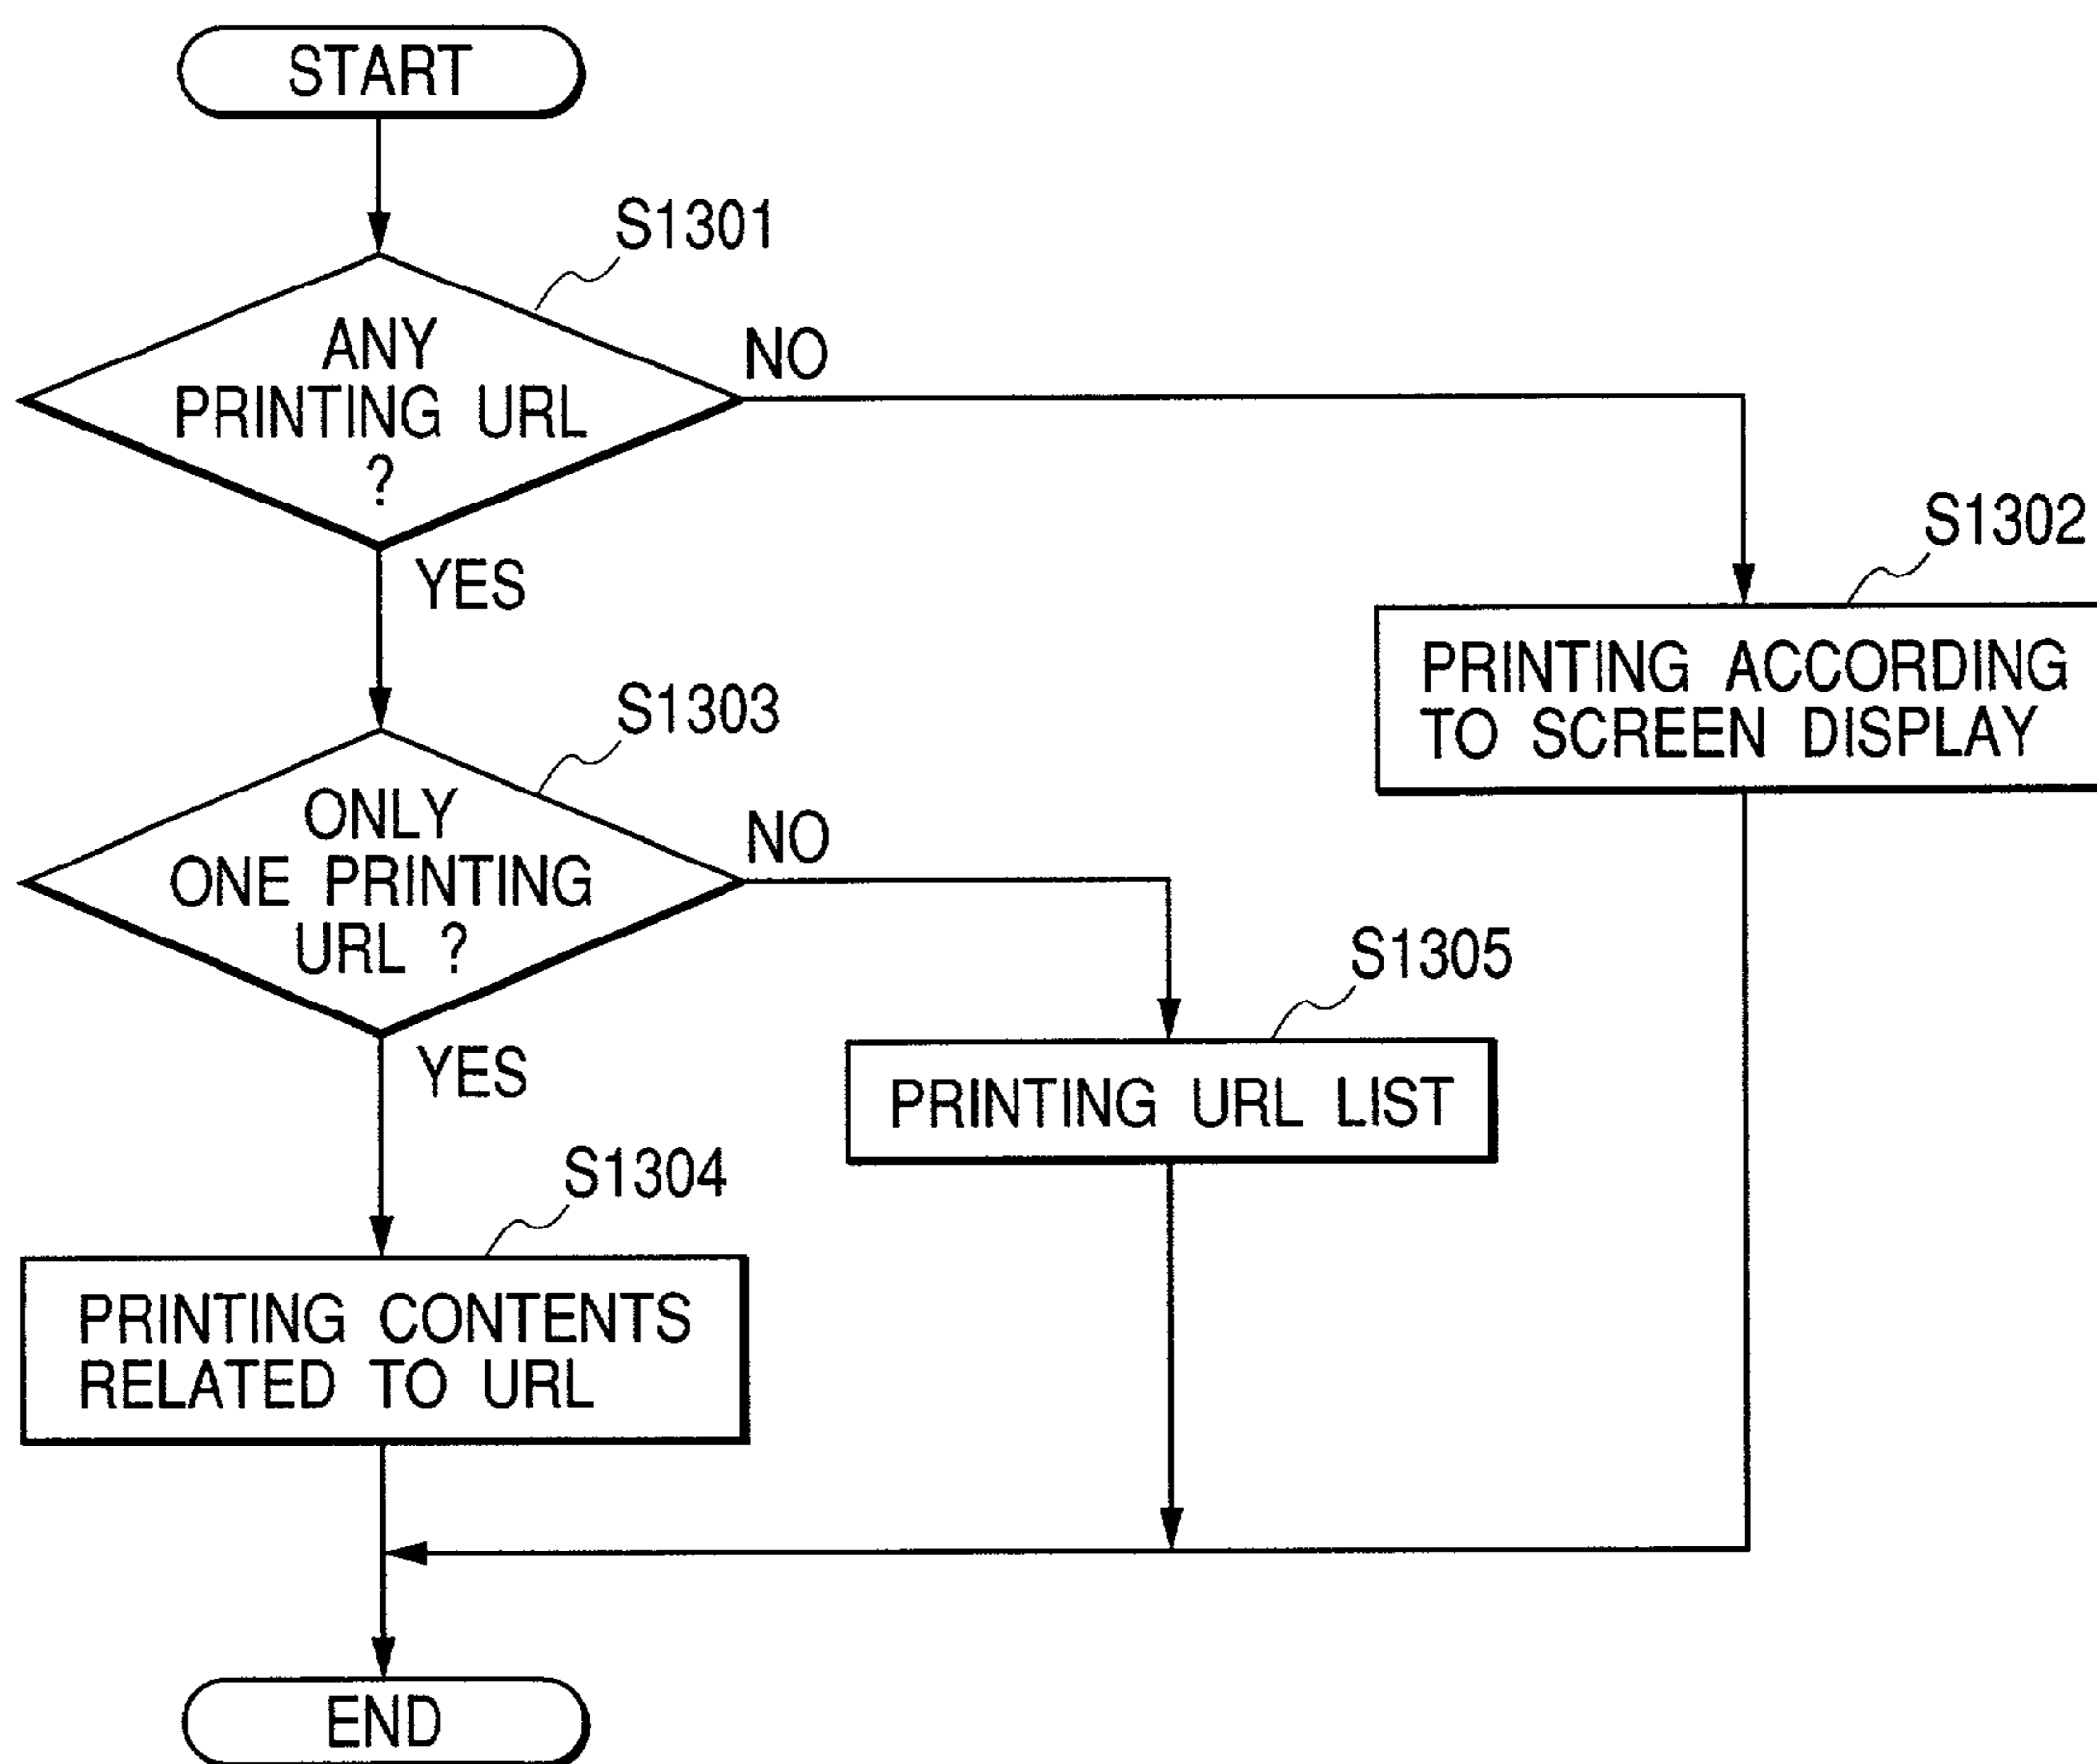 START
S1301
ANY
PRINTING URL
?
NO
YES
S1302
PRINTING ACCORDING
TO SCREEN DISPLAY
S1303
ONLY
ONE PRINTING
URL ?
NO
YES
S1305
PRINTING URL LIST
S1304
PRINTING CONTENTS
RELATED TO URL
END